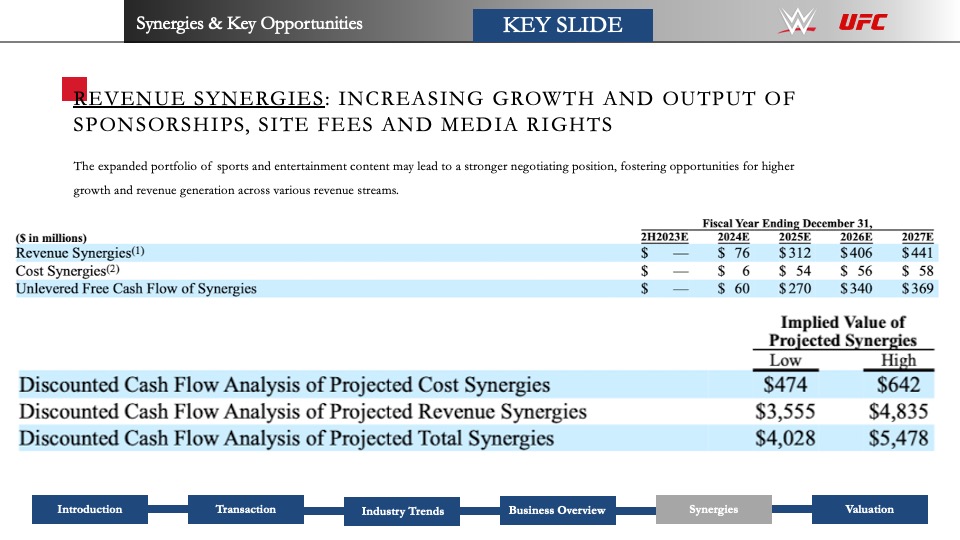 Synergies & Key Opportunities
KEY SLIDE
W
UFC
REVENUE SYNERGIES: INCREASING GROWTH AND OUTPUT OF
SPONSORSHIPS, SITE FEES AND MEDIA RIGHTS
The expanded portfolio of sports and entertainment content may lead to a stronger negotiating position, fostering opportunities for higher
growth and revenue generation across various revenue streams.
Fiscal Year Ending December 31,
($ in millions) 2H2023E 2024E 2025E 2026E 2027E
Revenue Synergies(1) $ — $ 76 $312 $406 $441
Cost Synergies(2) $ — $ 6 $ 54 $ 56 $ 58
Unlevered Free Cash Flow of Synergies $ — $ 60 $270 $340 $369
Implied Value of
Projected Synergies
Low High
Discounted Cash Flow Analysis of Projected Cost Synergies $474 $642
Discounted Cash Flow Analysis of Projected Revenue Synergies $3,555 $4,835
Discounted Cash Flow Analysis of Projected Total Synergies $4,028 $5,478
Introduction Transaction Industry Trends Business Overview Synergies Valuation